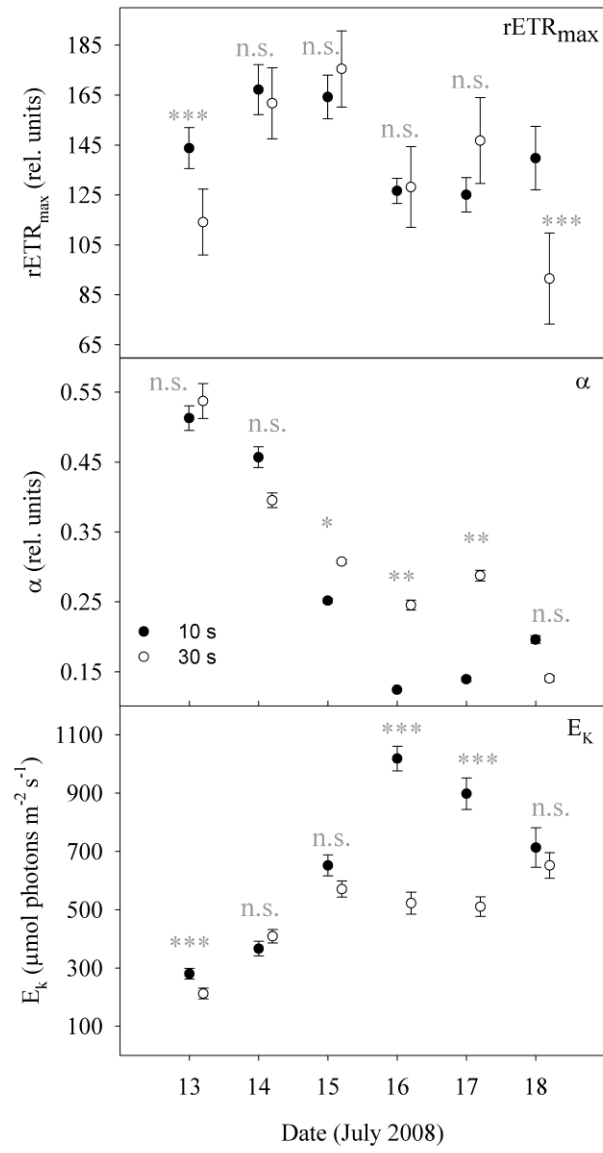 rETRmax
rETRmax (rel. units)
185
165
145
125
105
85
65
*** n.s. n.s. n.s. n.s. ***
α
α (rel. units)
0.55
0.45
0.35
0.25
0.15
n.s. n.s. * ** ** n.s.
10 s
30 s
EK
Ek (µmol photons m-2 s-1)
1100
900
700
500
300
100
*** n.s. n.s. *** *** n.s.
13 14 15 16 17 18
Date (July 2008)